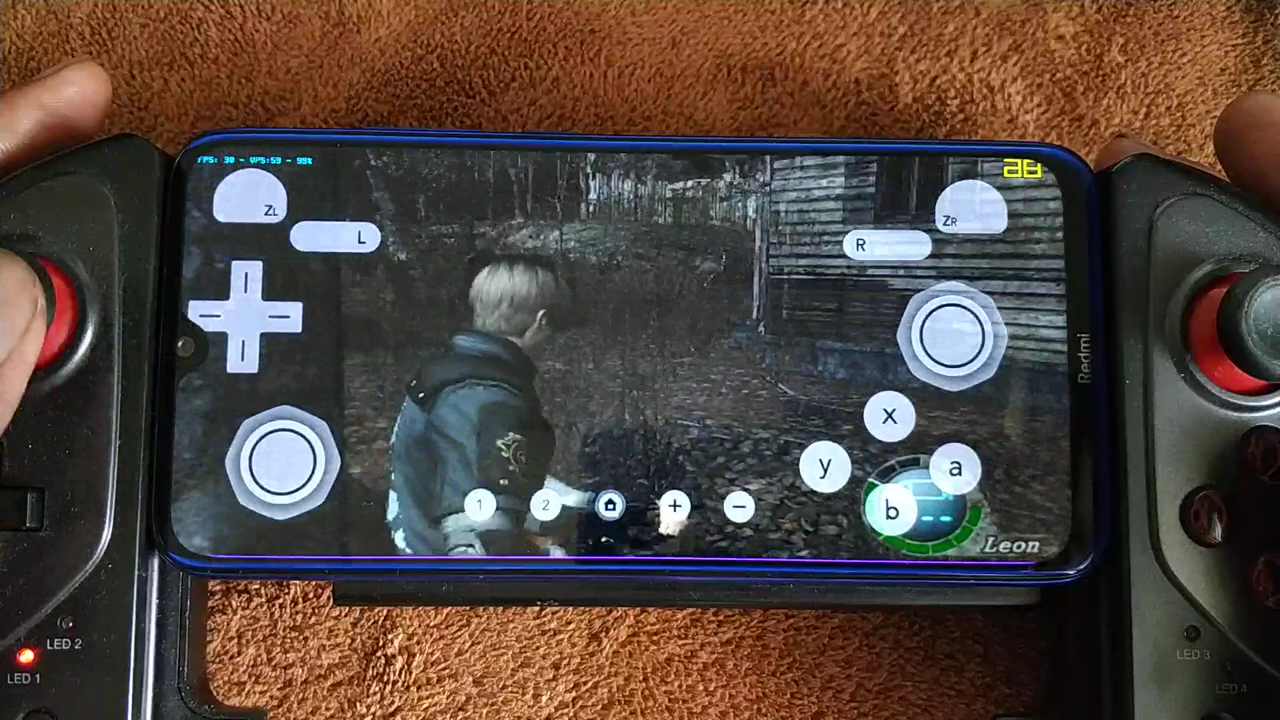 FPS: 30 - VPS:59 - 99%
28
ZL
L
ZR
R
Redmi
x
y
a
b
1
2
+
−
Leon
LED 2
LED 1
LED 3
LED 4